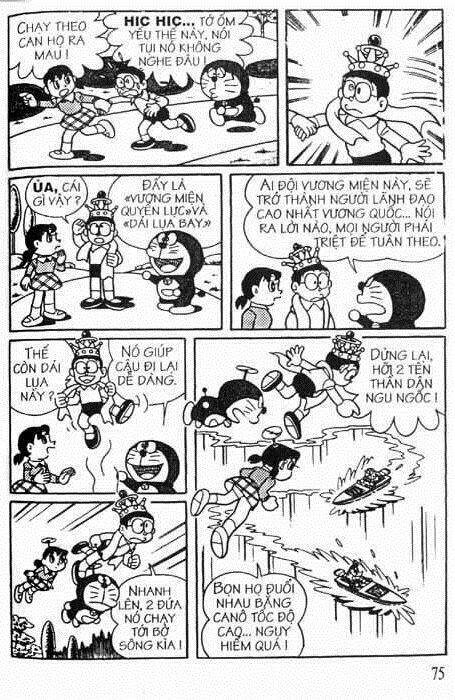 CHẠY THEO
CAN HỌ RA
MAU !
HIC HIC... TỚ ỐM
YẾU THẾ NÀY, NÓI
TỤI NÓ KHÔNG
NGHE ĐÂU !
ỦA, CÁI
GÌ VẬY ?
ĐÂY LÀ
«VƯƠNG MIỆN
QUYỀN LỰC» VÀ
«DẢI LỤA BAY»
AI ĐỘI VƯƠNG MIỆN NÀY, SẼ
TRỞ THÀNH NGƯỜI LÃNH ĐẠO
CAO NHẤT VƯƠNG QUỐC... NÓI
RA LỜI NÀO, MỌI NGƯỜI PHẢI
TRIỆT ĐỂ TUÂN THEO.
THẾ
CÒN DẢI
LỤA
NÀY ?
NÓ GIÚP
CẬU ĐI LẠI
DỄ DÀNG.
DỪNG LẠI,
HỠI 2 TÊN
THẦN DÂN
NGU NGỐC !
NHANH
LÊN, 2 ĐỨA
NÓ CHẠY
TỚI BỜ
SÔNG KÌA !
BỌN HỌ ĐUỔI
NHAU BẰNG
CANÔ TỐC ĐỘ
CAO... NGUY
HIỂM QUÁ !
75